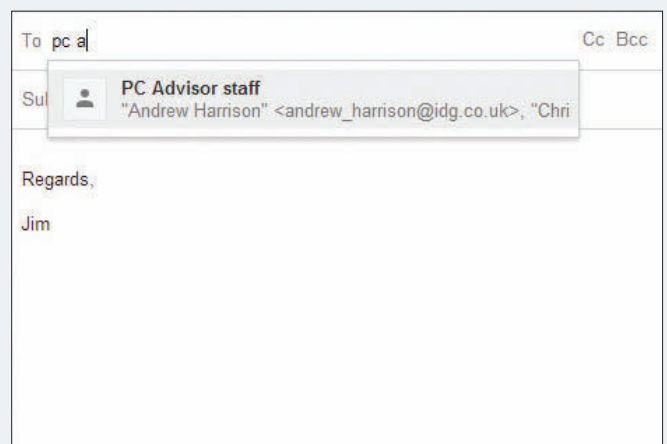 To pc a Cc Bcc
PC Advisor staff
Sul "Andrew Harrison" <andrew_harrison@idg.co.uk>, "Chri
Regards,
Jim